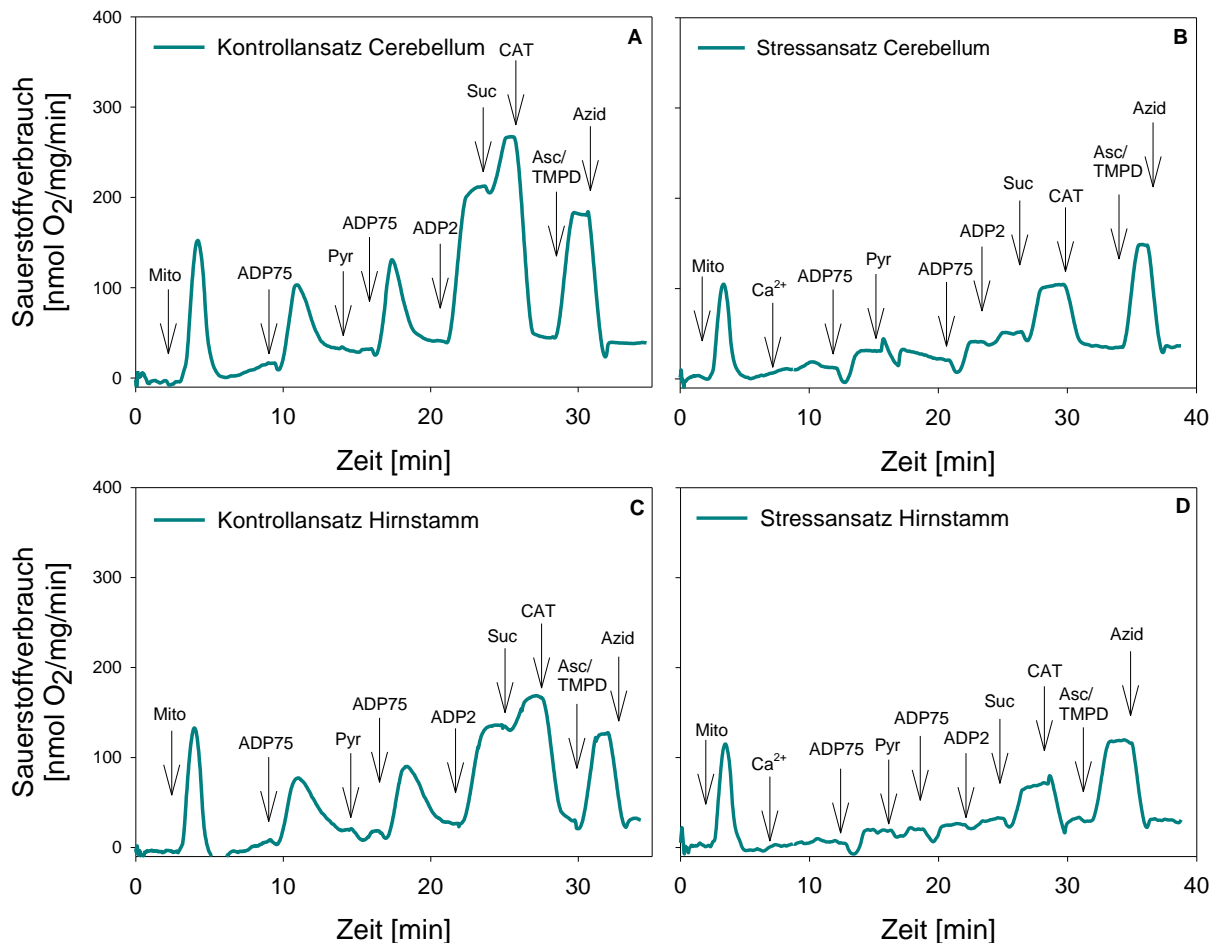 A
Kontrollansatz Cerebellum
Sauerstoffverbrauch
[nmol O2/mg/min]
400
300
200
100
0
Mito
ADP75
Pyr
ADP75
ADP2
Suc
CAT
Asc/
TMPD
Azid
0
10
20
30
Zeit [min]
B
Stressansatz Cerebellum
Mito
Ca2+
ADP75
Pyr
ADP75
ADP2
Suc
CAT
Asc/
TMPD
Azid
0
10
20
30
40
Zeit [min]
C
Kontrollansatz Hirnstamm
Sauerstoffverbrauch
[nmol O2/mg/min]
400
300
200
100
0
Mito
ADP75
Pyr
ADP75
ADP2
Suc
CAT
Asc/
TMPD
Azid
0
10
20
30
Zeit [min]
D
Stressansatz Hirnstamm
Mito
Ca2+
ADP75
Pyr
ADP75
ADP2
Suc
CAT
Asc/
TMPD
Azid
0
10
20
30
40
Zeit [min]